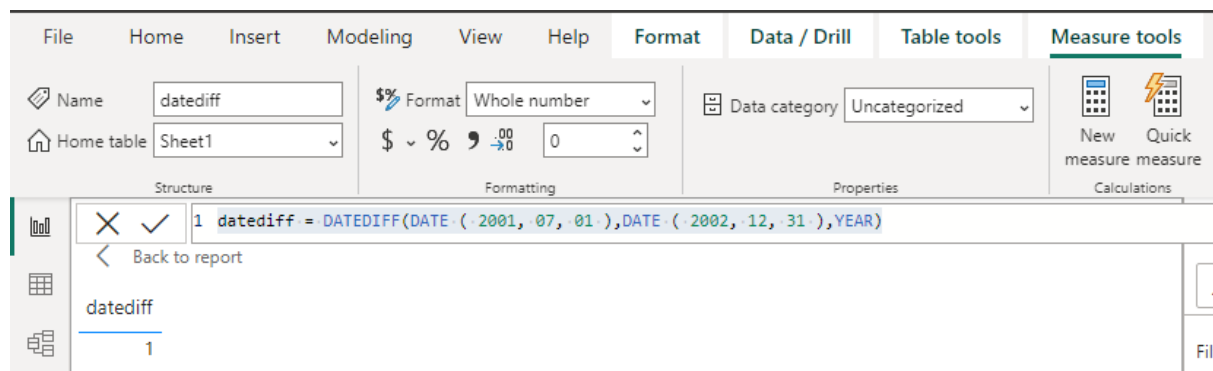 File Home Insert Modeling View Help Format Data / Drill Table tools Measure tools
Name datediff $% Format Whole number Data category Uncategorized
Home table Sheet1 $ % , .00 0
New measure Quick measure
Structure Formatting Properties Calculations
1 datediff = DATEDIFF(DATE ( 2001, 07, 01 ),DATE ( 2002, 12, 31 ),YEAR)
Back to report
datediff
1
Fil